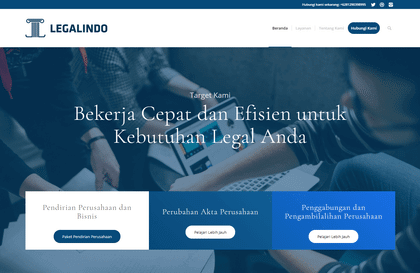 Hubungi kami sekarang
LEGALINDO
Beranda
Layanan
Tentang Kami
Hubungi Kami
Target Kami
Bekerja Cepat dan Efisien untuk
Kebutuhan Legal Anda
Pendirian Perusahaan dan
Bisnis
Paket Pendirian Perusahaan
Perubahan Akta Perusahaan
Pelajari Lebih Jauh
Penggabungan dan
Pengambilalihan Perusahaan
Pelajari Lebih Jauh